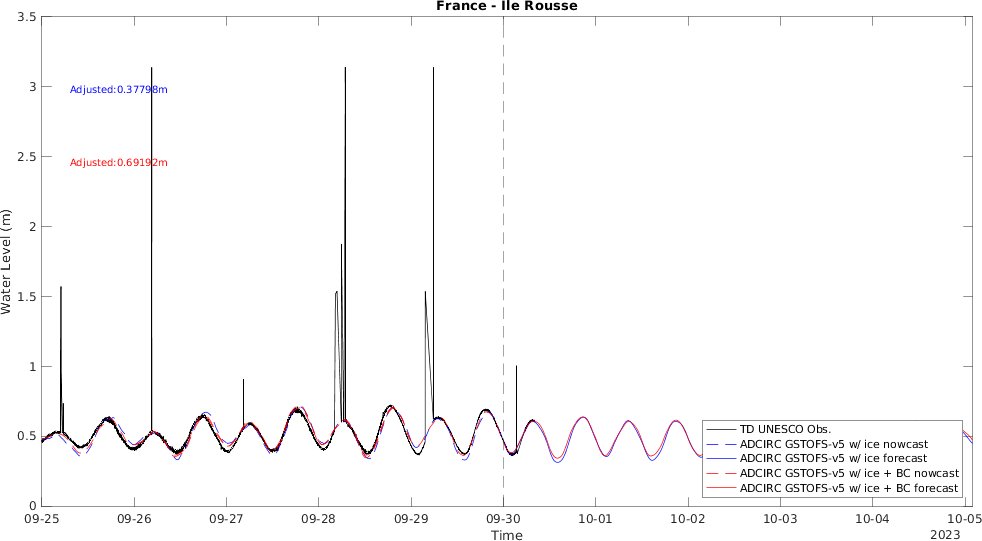 France - Ile Rousse
3.5
3
2.5
2
1.5
1
0.5
0
Water Level (m)
Adjusted:0.37798m
Adjusted:0.69192m
TD UNESCO Obs.
ADCIRC GSTOFS-v5 w/ ice nowcast
ADCIRC GSTOFS-v5 w/ ice forecast
ADCIRC GSTOFS-v5 w/ ice + BC nowcast
ADCIRC GSTOFS-v5 w/ ice + BC forecast
09-25 09-26 09-27 09-28 09-29 09-30 10-01 10-02 10-03 10-04 10-05
Time
2023